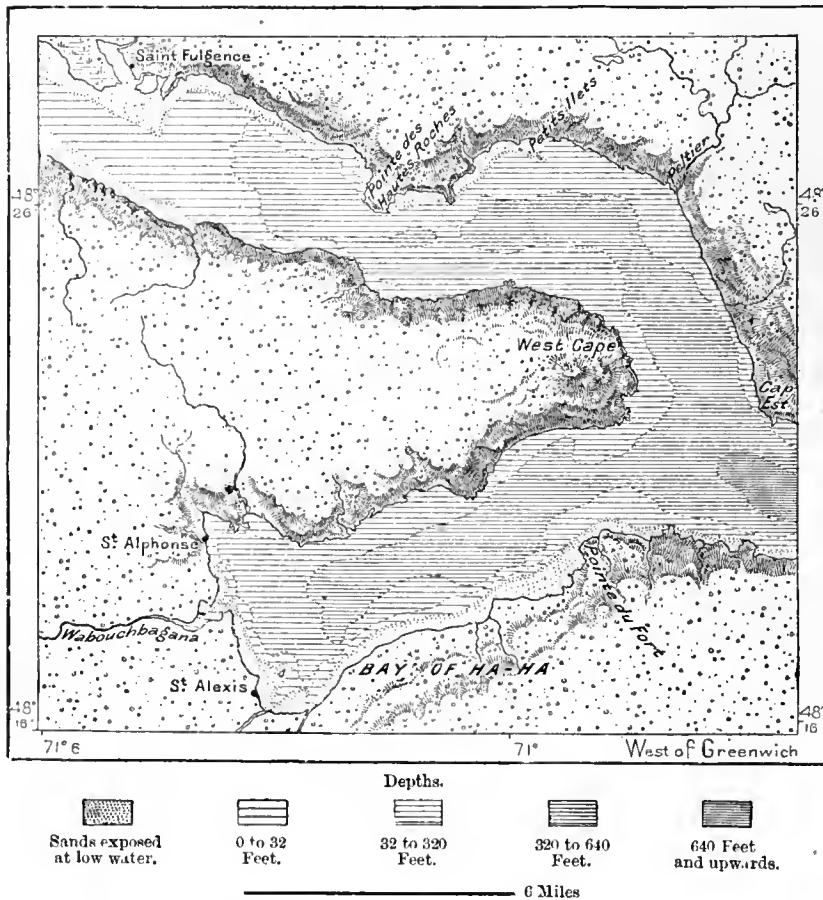 Saint Fulgence
Pointe des
Hautes Roches
Petits Ilets
Peltier
48°
26'
48°
26
West Cape
Cap
Est
St. Alphonse
Wabouchbagana
Pointe du Fort
BAY OF HA-HA
St. Alexis
48°
16'
48°
16
71° 6
71°
West of Greenwich
Depths.
Sands exposed
at low water.
0 to 32
Feet.
32 to 320
Feet.
320 to 640
Feet.
640 Feet
and upwards.
6 Miles